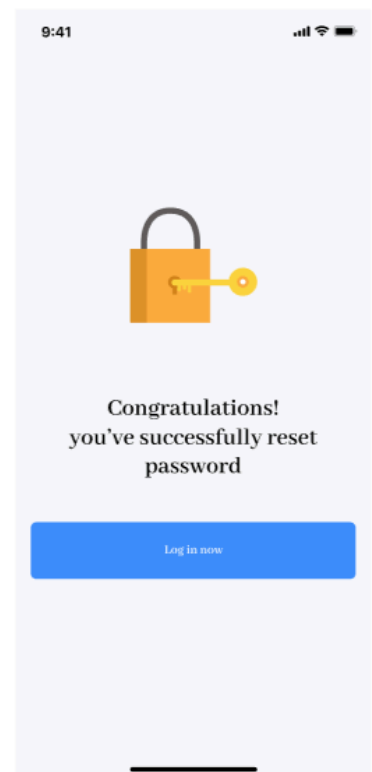 9:41
Congratulations!
you've successfully reset
password
Log in now